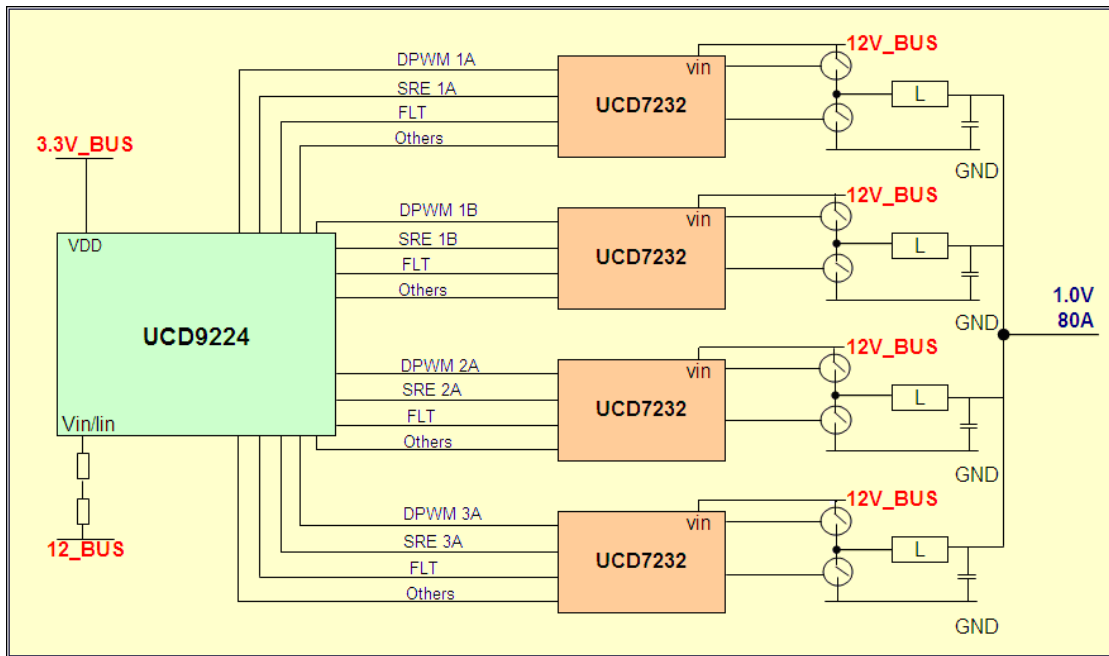 DPWM 1A
SRE 1A
FLT
Others
vin
UCD7232
12V_BUS
L
GND
3.3V_BUS
VDD
UCD9224
Vin/Iin
12_BUS
DPWM 1B
SRE 1B
FLT
Others
vin
UCD7232
12V_BUS
L
GND
1.0V
80A
DPWM 2A
SRE 2A
FLT
Others
vin
UCD7232
12V_BUS
L
GND
DPWM 3A
SRE 3A
FLT
Others
vin
UCD7232
12V_BUS
L
GND